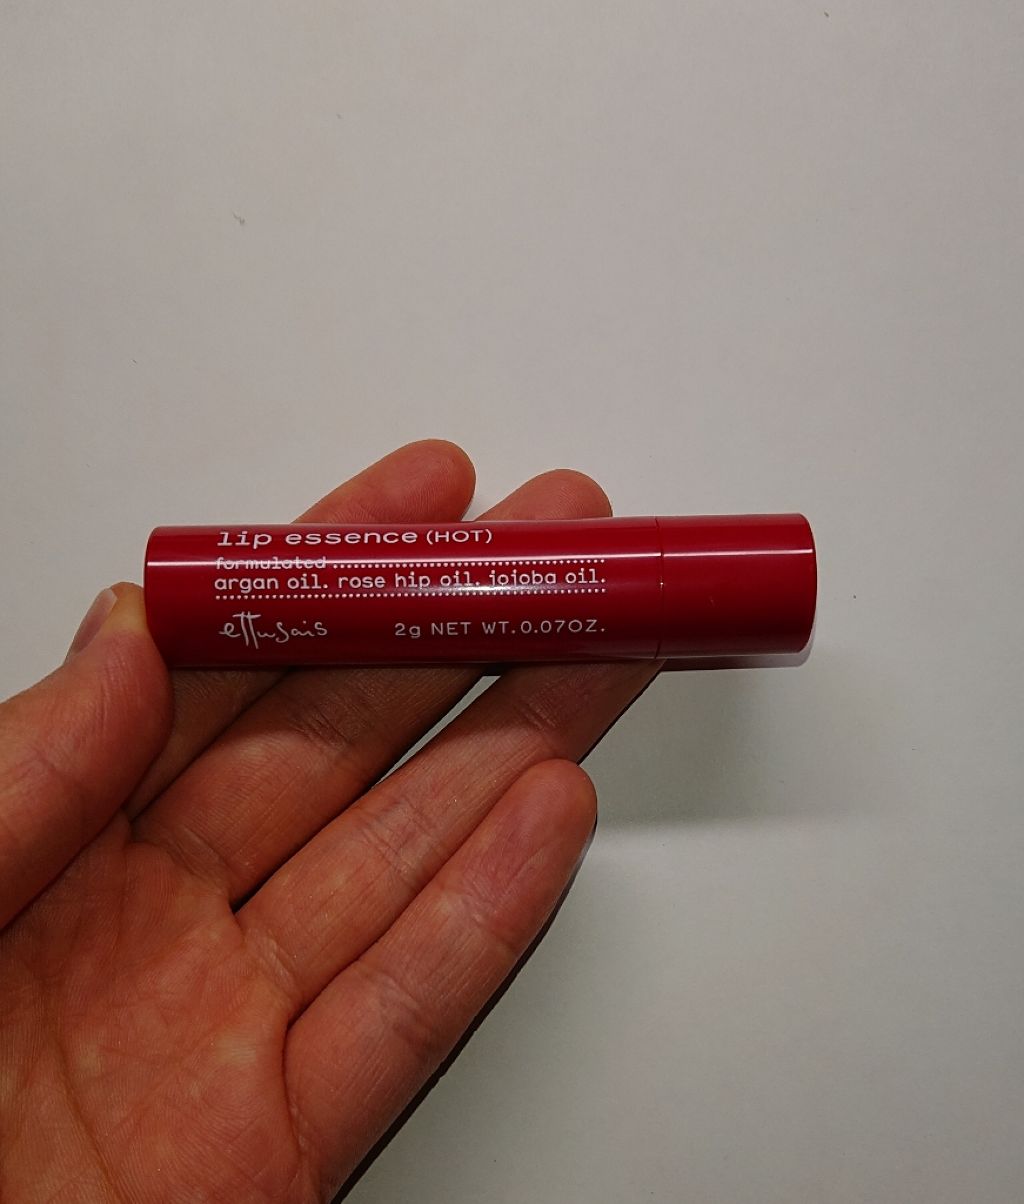 lip essence (HOT)
formulated
argan oil. rose hip oil. jojoba oil.
ettusais 2g NET WT.0.07OZ.